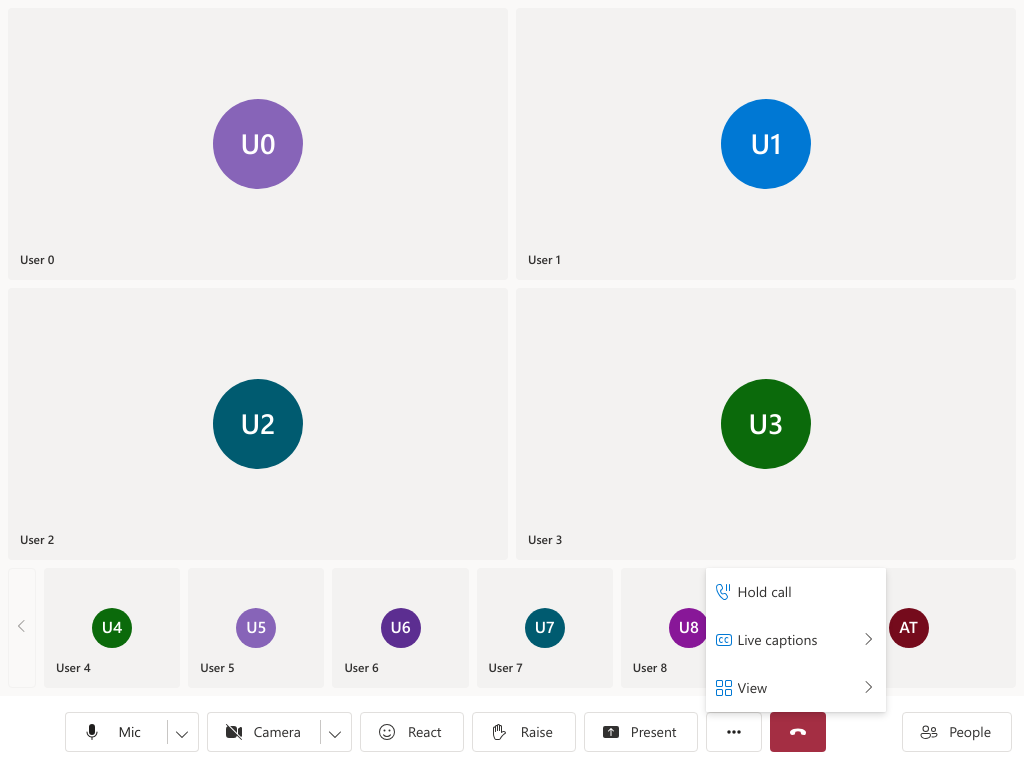 U0
User 0
U1
User 1
U2
User 2
U3
User 3
U4
User 4
U5
User 5
U6
User 6
U7
User 7
U8
User 8
AT
Hold call
CC Live captions
View
Mic
Camera
React
Raise
Present
People